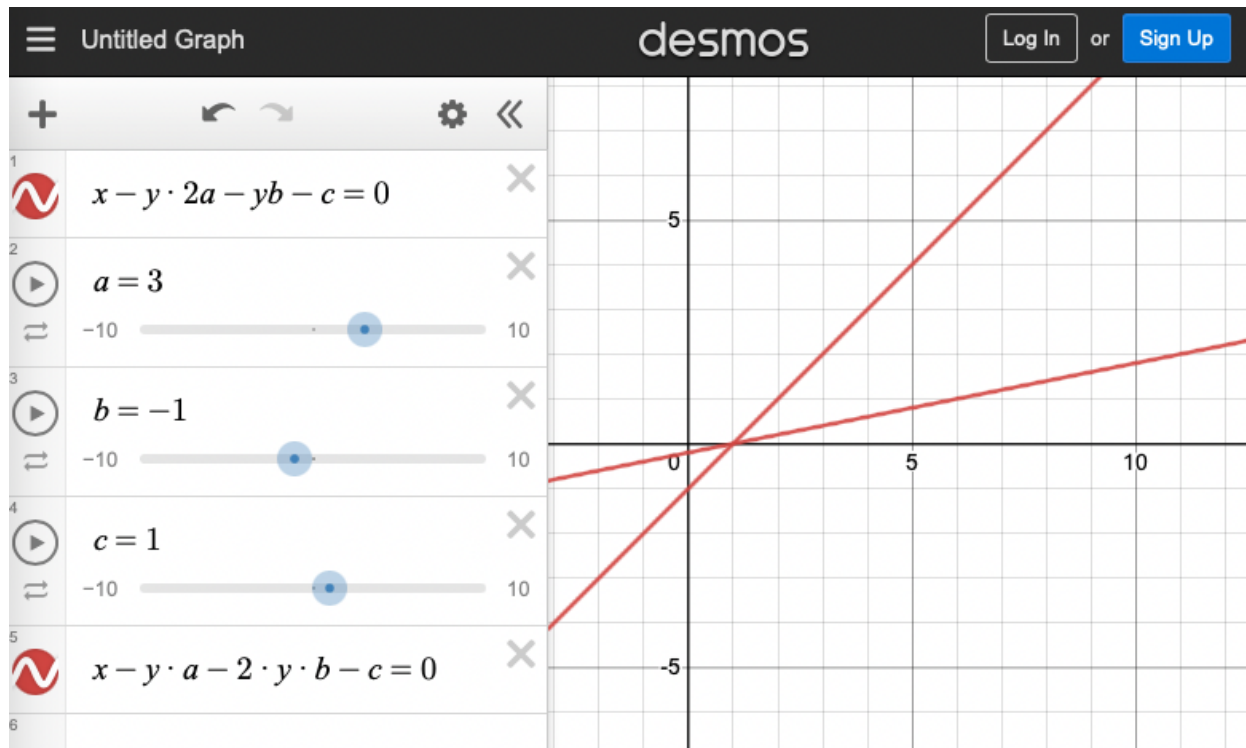 Untitled Graph
desmos
Log In or Sign Up
1
x − y · 2a − yb − c = 0
2
a = 3
−10 10
3
b = −1
−10 10
4
c = 1
−10 10
5
x − y · a − 2 · y · b − c = 0
6
5
0 5 10
-5